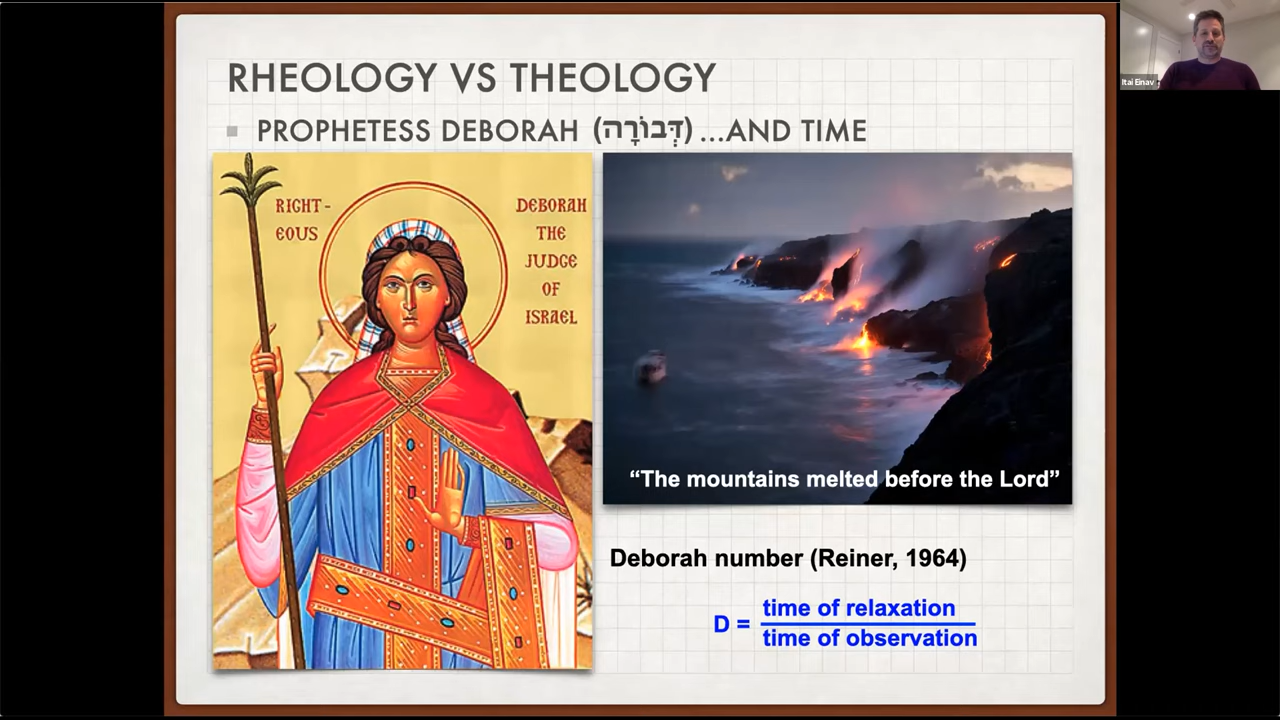 RHEOLOGY VS THEOLOGY
PROPHETESS DEBORAH (דְּבוֹרָה) ...AND TIME
RIGHT-
EOUS
DEBORAH
THE
JUDGE
OF
ISRAEL
“The mountains melted before the Lord”
Deborah number (Reiner, 1964)
D = time of relaxation
time of observation
Itai Einav